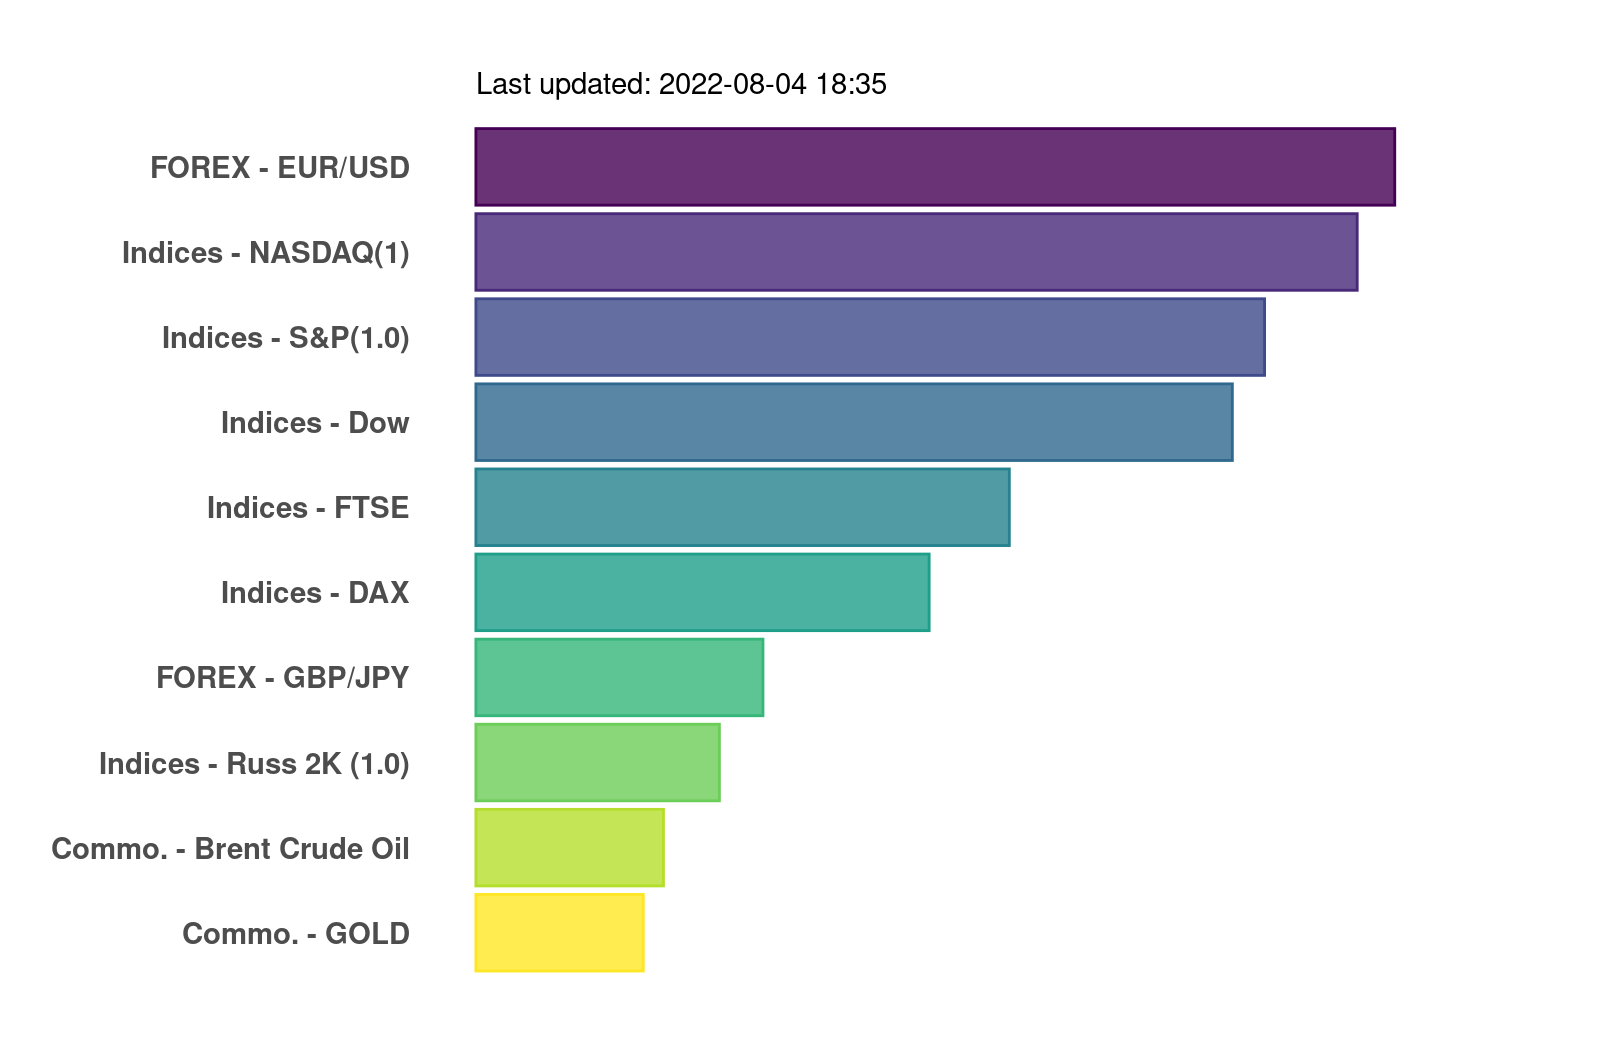 Last updated: 2022-08-04 18:35
FOREX - EUR/USD
Indices - NASDAQ(1)
Indices - S&P(1.0)
Indices - Dow
Indices - FTSE
Indices - DAX
FOREX - GBP/JPY
Indices - Russ 2K (1.0)
Commo. - Brent Crude Oil
Commo. - GOLD